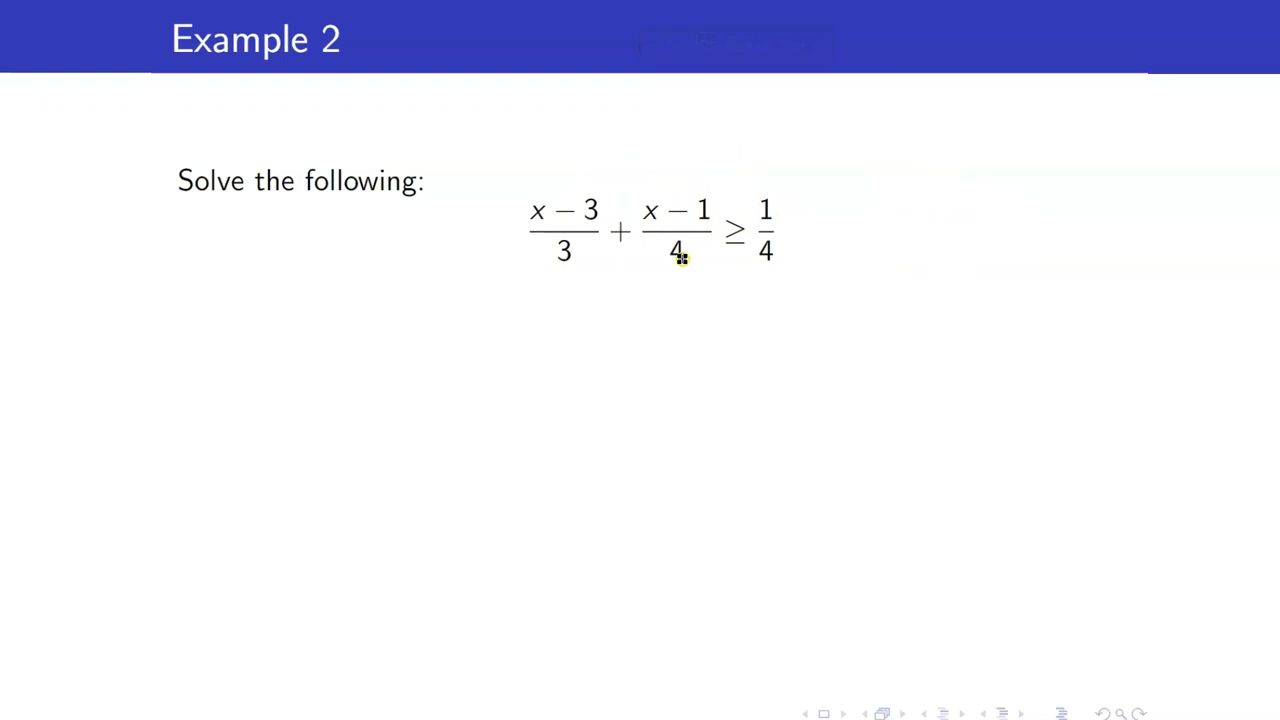 Example 2
Solve the following:
x − 3
3
+
x − 1
4
≥
1
4